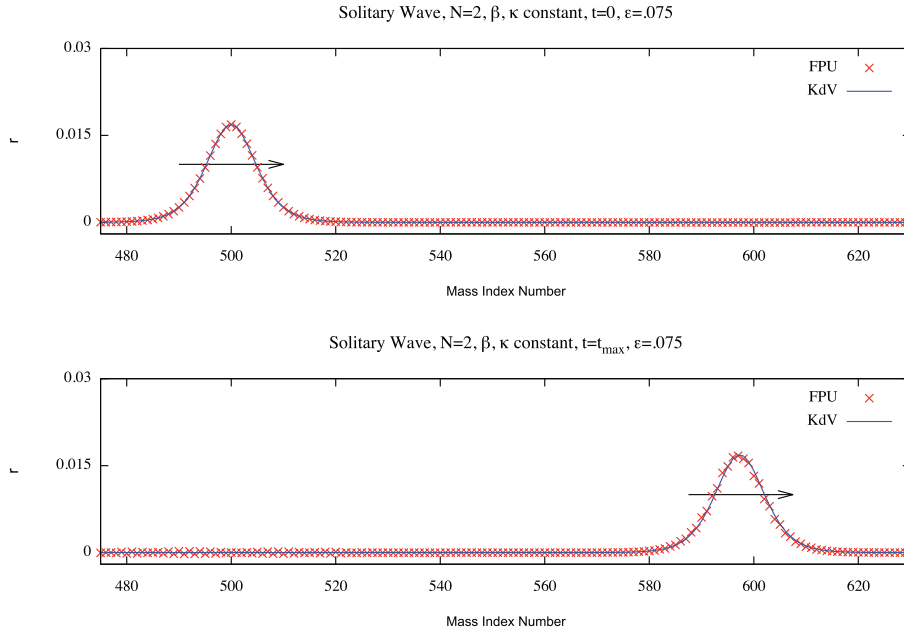 Solitary Wave, N=2, β, κ constant, t=0, ε=.075
0.03
FPU
KdV
0.015
r
0
480 500 520 540 560 580 600 620
Mass Index Number
Solitary Wave, N=2, β, κ constant, t=t_max, ε=.075
0.03
FPU
KdV
0.015
r
0
480 500 520 540 560 580 600 620
Mass Index Number